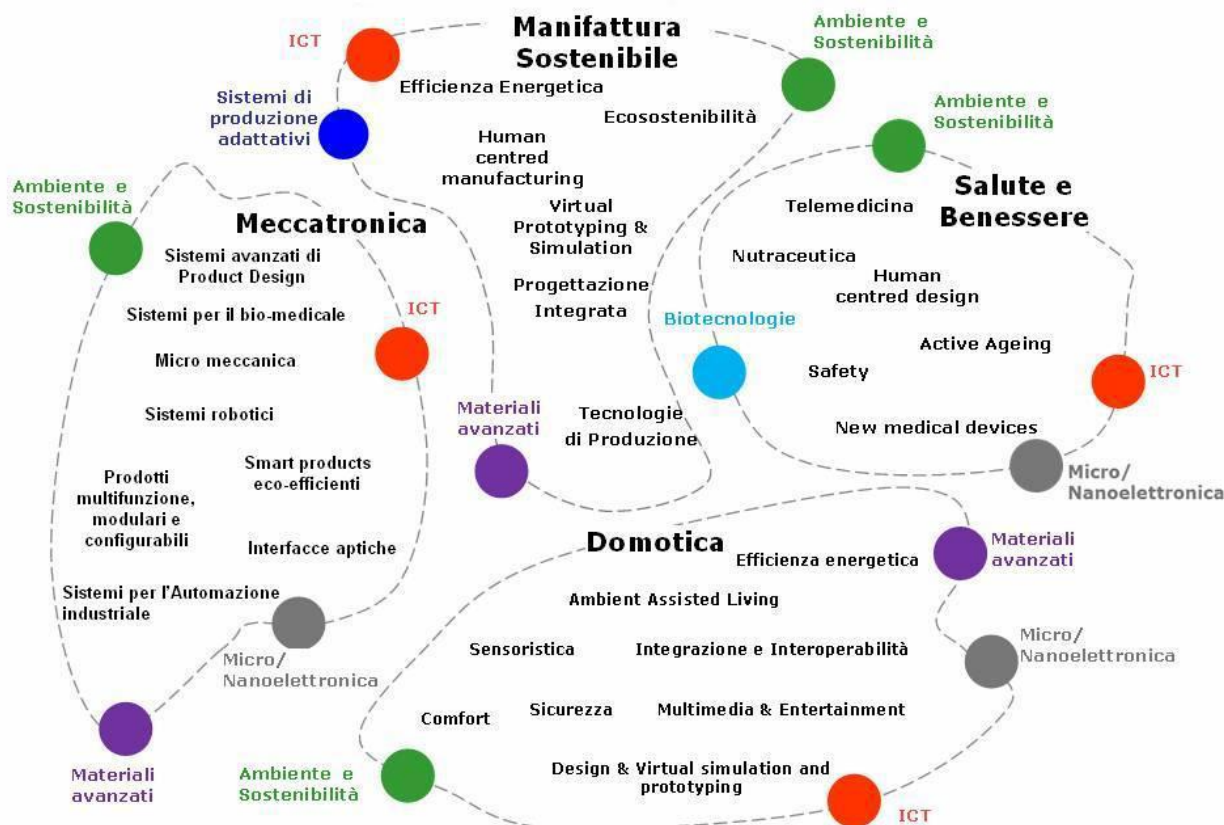 ICT
Manifattura
Sostenibile
Ambiente e
Sostenibilità
Efficienza Energetica
Sistemi di
produzione
adattativi
Ecosostenibilità
Human
centred
manufacturing
Virtual
Prototyping &
Simulation
Progettazione
Integrata
Materiali
avanzati
Tecnologie
di Produzione
Ambiente e
Sostenibilità
Salute e
Benessere
Telemedicina
Nutraceutica
Human
centred design
Biotecnologie
Active Ageing
Safety
ICT
New medical devices
Micro/
Nanoelettronica
Ambiente e
Sostenibilità
Meccatronica
Sistemi avanzati di
Product Design
Sistemi per il bio-medicale
ICT
Micro meccanica
Sistemi robotici
Smart products
eco-efficienti
Prodotti
multifunzione,
modulari e
configurabili
Interfacce aptiche
Sistemi per l'Automazione
industriale
Micro/
Nanoelettronica
Materiali
avanzati
Domotica
Efficienza energetica
Materiali
avanzati
Ambient Assisted Living
Sensoristica
Integrazione e Interoperabilità
Micro/
Nanoelettronica
Comfort
Sicurezza
Multimedia & Entertainment
Ambiente e
Sostenibilità
Design & Virtual simulation and
prototyping
ICT